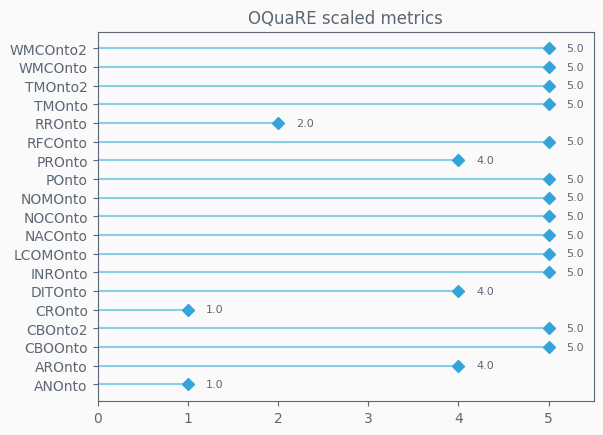 OQuaRE scaled metrics
WMCOnto2 5.0
WMCOnto 5.0
TMOnto2 5.0
TMOnto 5.0
RROnto 2.0
RFCOnto 5.0
PROnto 4.0
POnto 5.0
NOMOnto 5.0
NOCOnto 5.0
NACOnto 5.0
LCOMOnto 5.0
INROnto 5.0
DITOnto 4.0
CROnto 1.0
CBOnto2 5.0
CBOOnto 5.0
AROnto 4.0
ANOnto 1.0
0 1 2 3 4 5